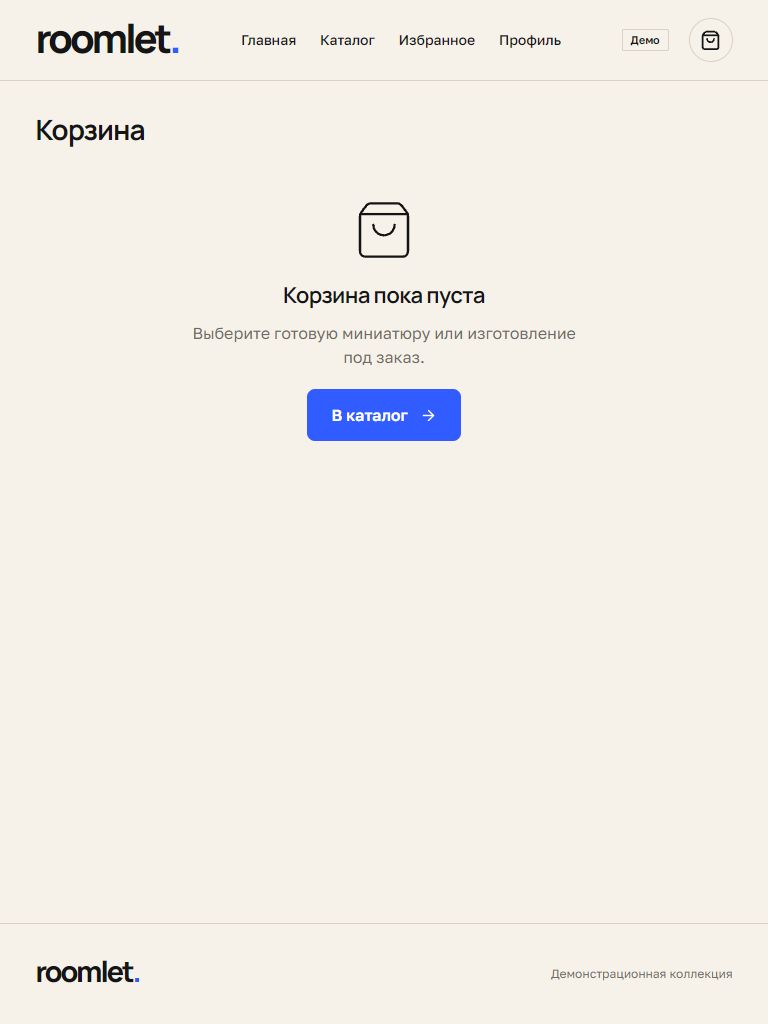 roomlet.
Главная Каталог Избранное Профиль Демо
Корзина
Корзина пока пуста
Выберите готовую миниатюру или изготовление
под заказ.
В каталог →
roomlet.
Демонстрационная коллекция